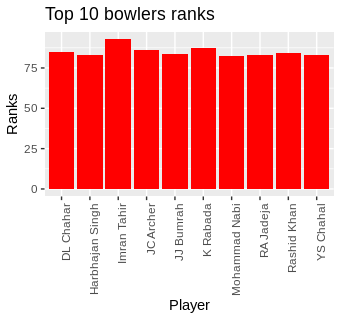 Top 10 bowlers ranks
Ranks
75
50
25
0
DL Chahar
Harbhajan Singh
Imran Tahir
JC Archer
JJ Bumrah
K Rabada
Mohammad Nabi
RA Jadeja
Rashid Khan
YS Chahal
Player